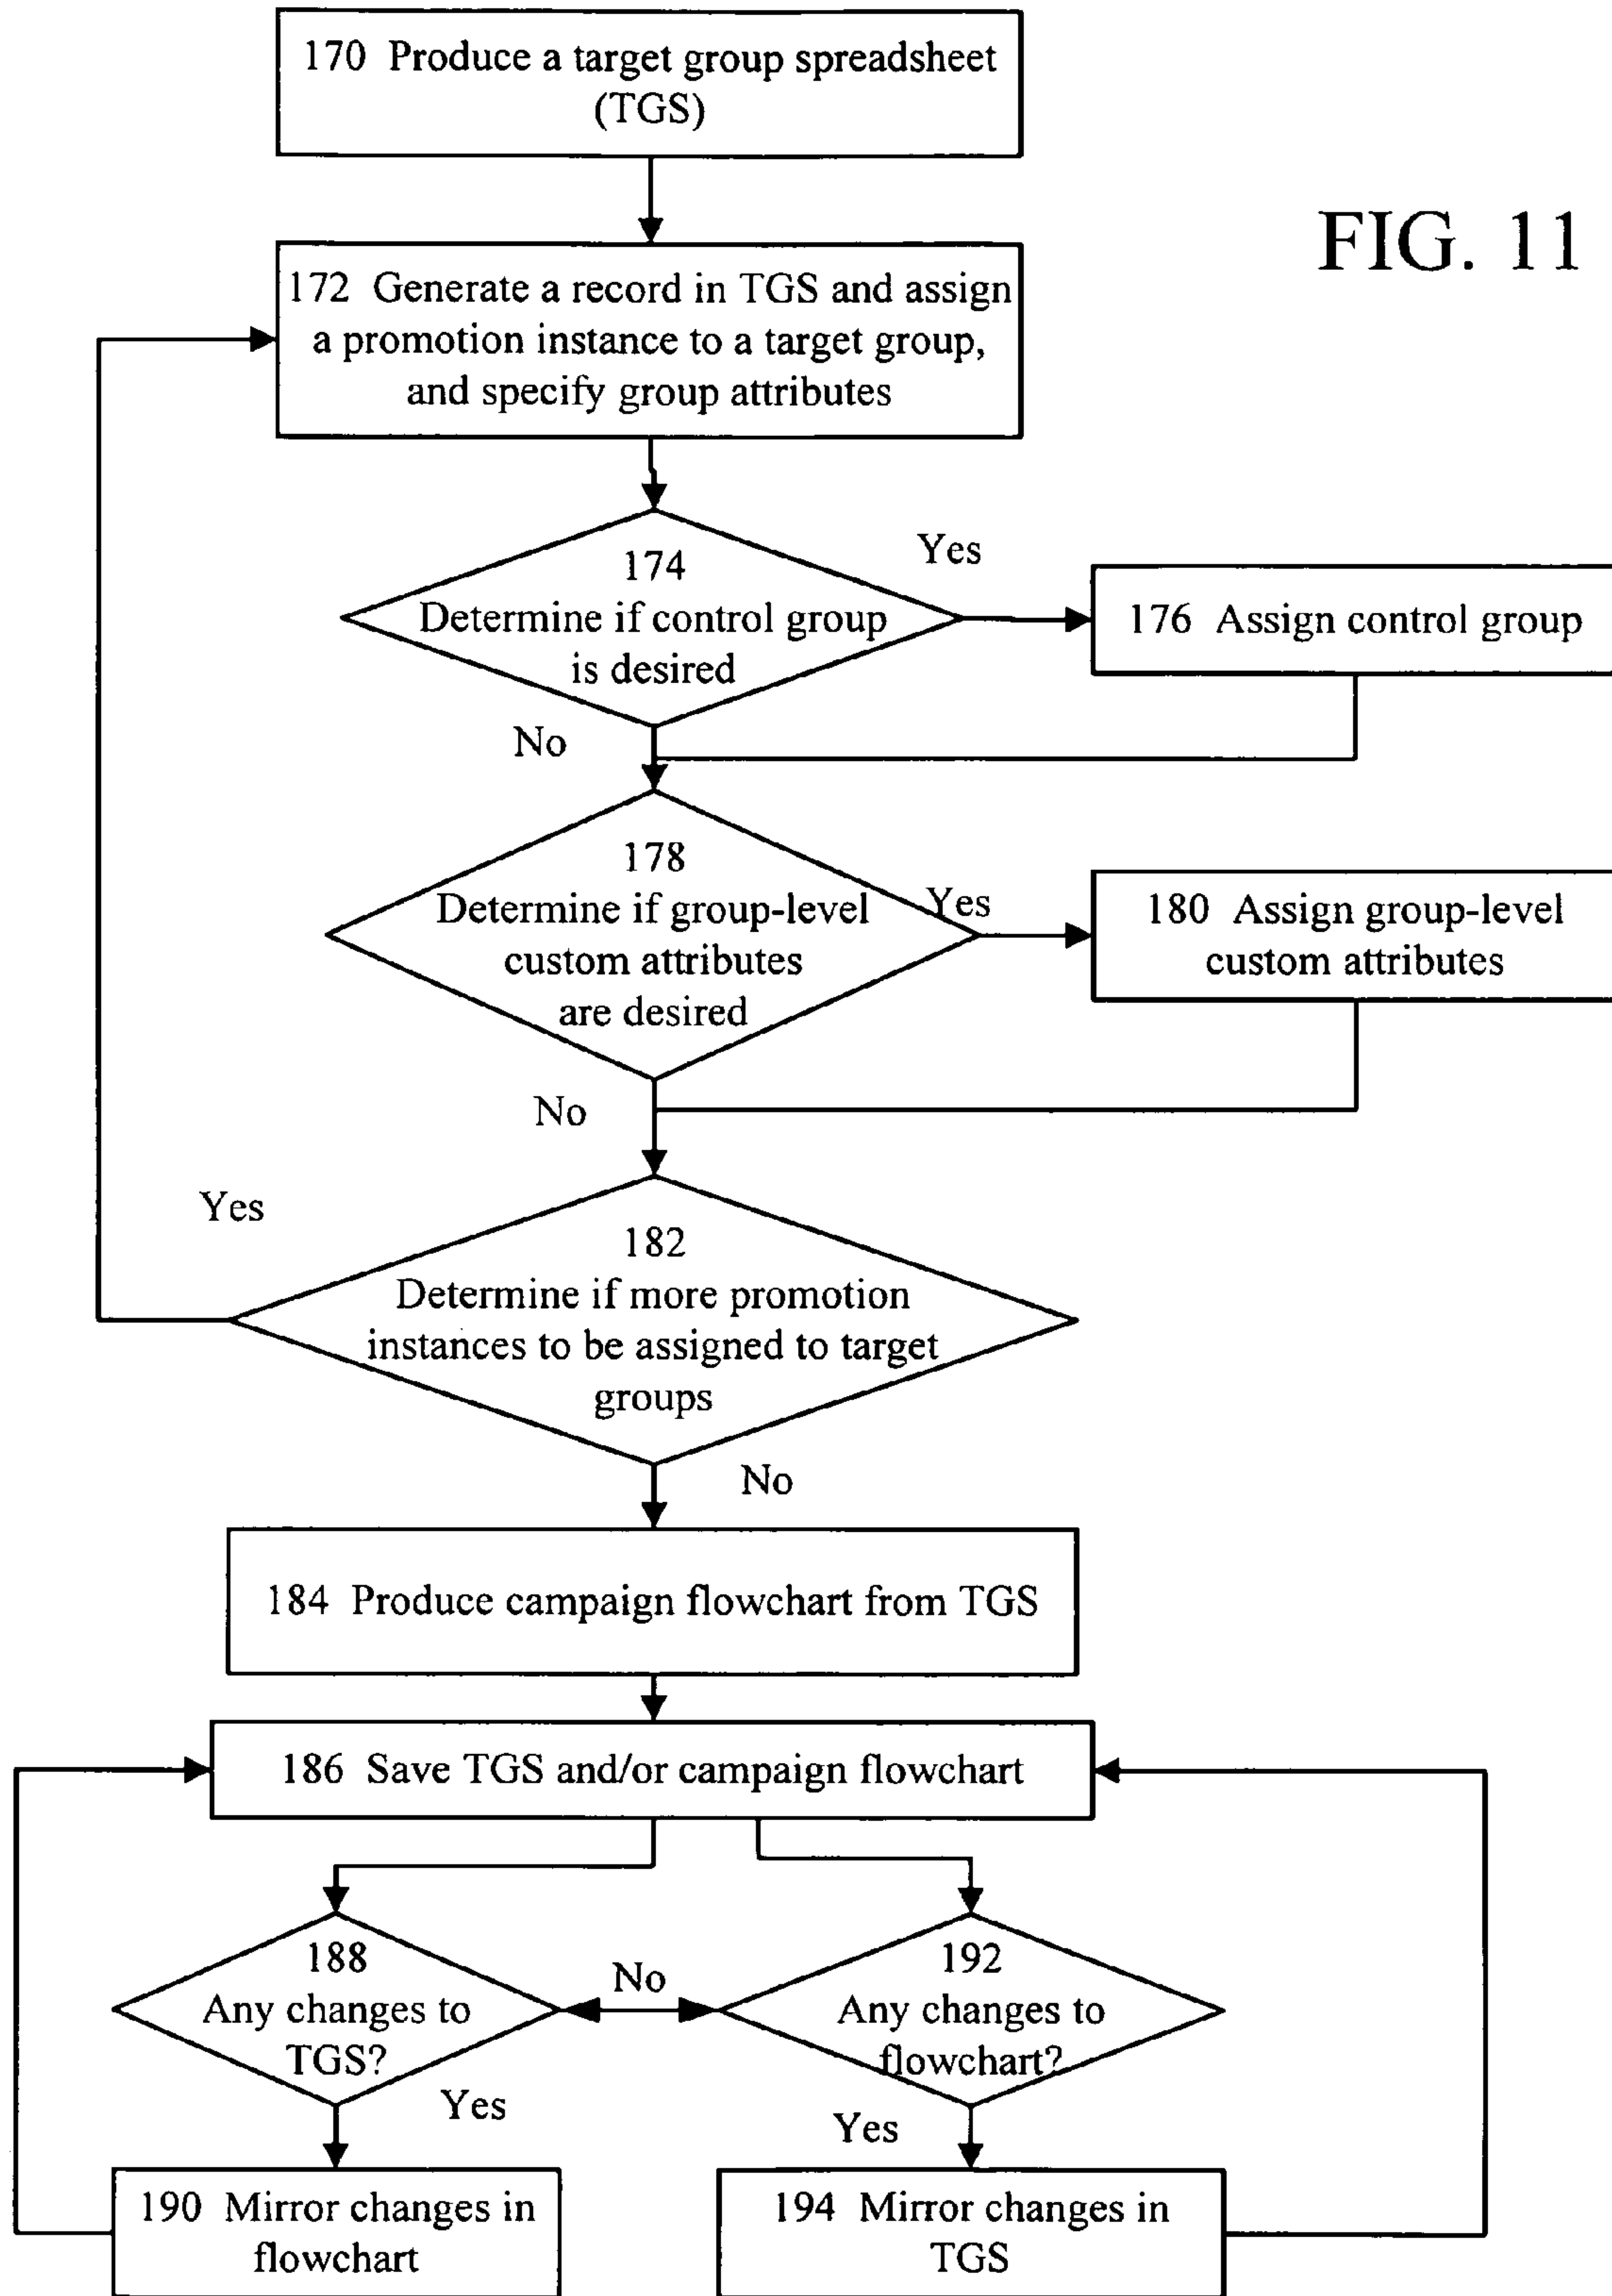 170 Produce a target group spreadsheet
(TGS)
FIG. 11
172 Generate a record in TGS and assign
a promotion instance to a target group,
and specify group attributes
174
Determine if control group
is desired
Yes
176 Assign control group
No
178
Determine if group-level
custom attributes
are desired
Yes
180 Assign group-level
custom attributes
No
Yes
182
Determine if more promotion
instances to be assigned to target
groups
No
184 Produce campaign flowchart from TGS
186 Save TGS and/or campaign flowchart
188
Any changes to
TGS?
No
192
Any changes to
flowchart?
Yes
Yes
190 Mirror changes in
flowchart
194 Mirror changes in
TGS